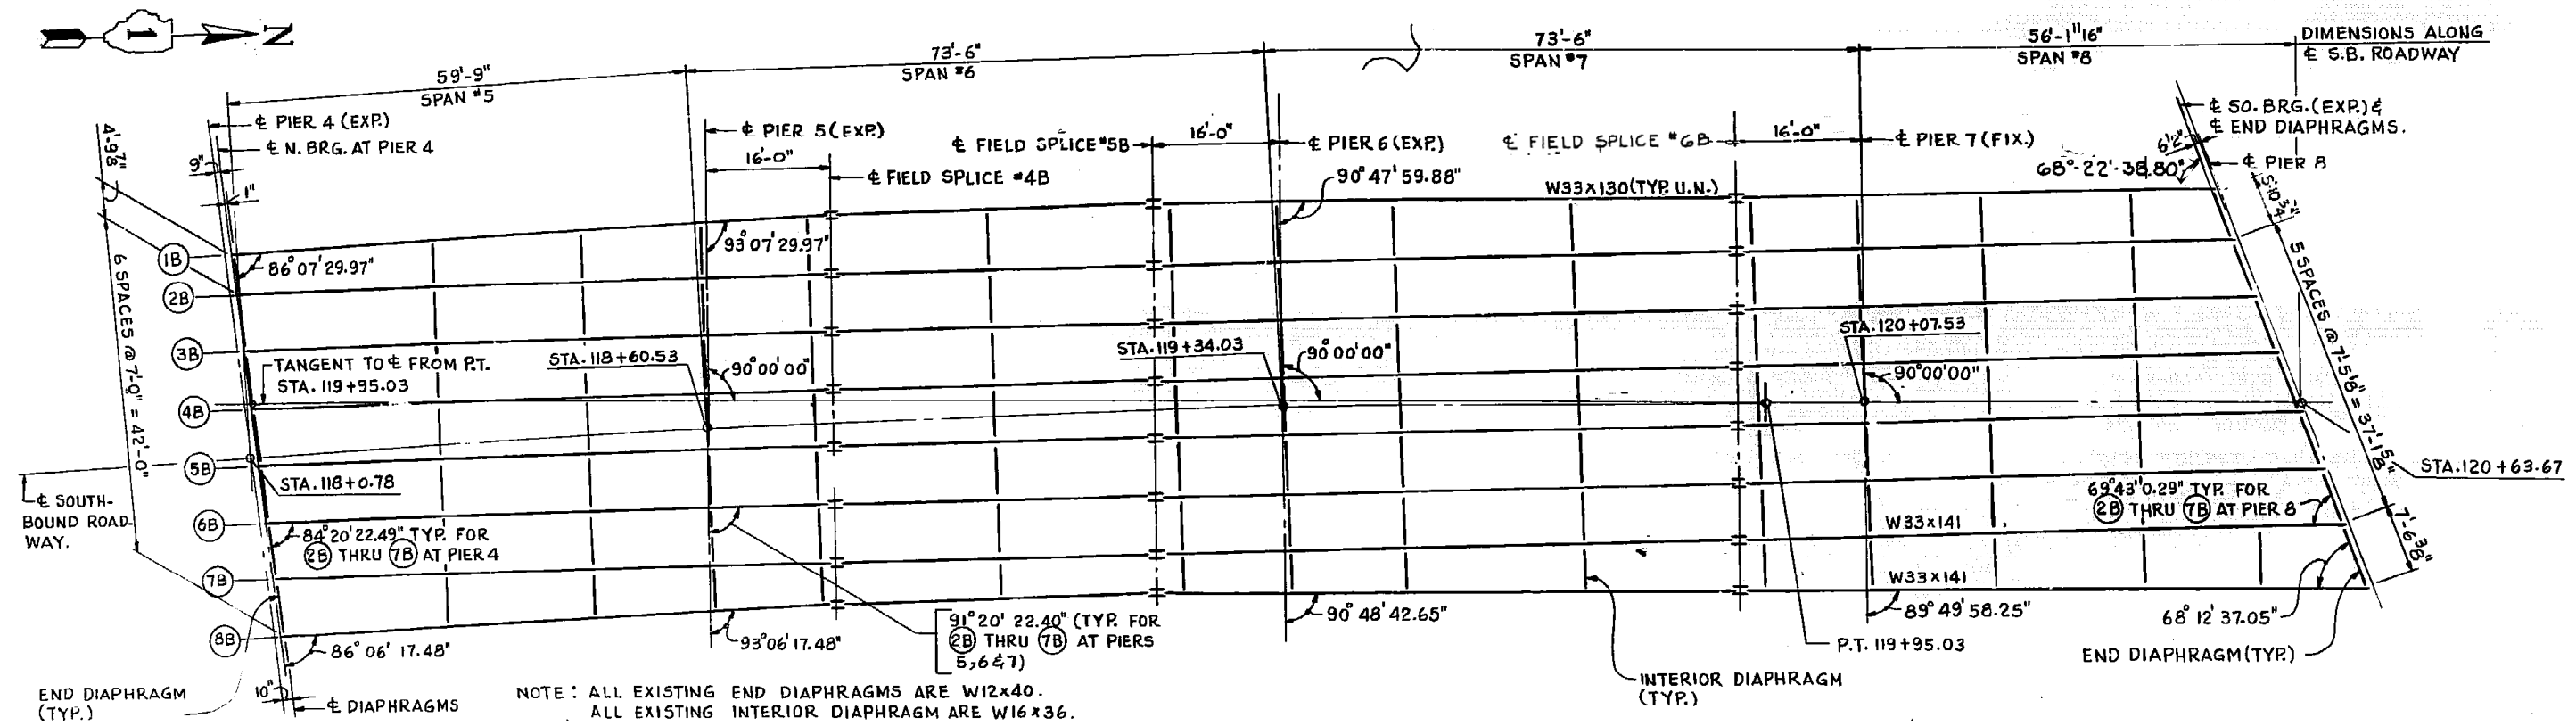 1
N
59'-9"
SPAN #5
73'-6"
SPAN #6
73'-6"
SPAN #7
56'-1"16"
SPAN #8
DIMENSIONS ALONG
℄ S.B. ROADWAY
4'-9⅞"
9"
1"
℄ PIER 4 (EXP.)
℄ N. BRG. AT PIER 4
℄ PIER 5 (EXP.)
16'-0"
℄ FIELD SPLICE #4B
℄ FIELD SPLICE #5B
16'-0"
℄ PIER 6 (EXP.)
90°47'59.88"
℄ FIELD SPLICE #6B
16'-0"
℄ PIER 7 (FIX.)
W33x130 (TYP. U.N.)
℄ SO. BRG. (EXP.) &
℄ END DIAPHRAGMS.
6½"
℄ PIER 8
68°-22'-38.80"
5'-10¾"
5 SPACES @ 7'-5⅛" = 37'-1⅝"
7'-6⅜"
6 SPACES @ 7'-0" = 42'-0"
1B
2B
3B
4B
5B
6B
7B
8B
86°07'29.97"
93°07'29.97"
TANGENT TO ℄ FROM P.T.
STA. 119+95.03
STA. 118+60.53
90°00'00"
STA. 119+34.03
90°00'00"
STA. 120+07.53
90°00'00"
STA. 118+0.78
STA. 120+63.67
℄ SOUTH-
BOUND ROAD-
WAY.
84°20'22.49" TYP. FOR
2B THRU 7B AT PIER 4
69°43'0.29" TYP. FOR
2B THRU 7B AT PIER 8
W33x141
W33x141
86°06'17.48"
93°06'17.48"
91°20'22.40" (TYP. FOR
2B THRU 7B AT PIERS
5,6&7)
90°48'42.65"
89°49'58.25"
68°12'37.05"
P.T. 119+95.03
END DIAPHRAGM (TYP.)
INTERIOR DIAPHRAGM
(TYP.)
END DIAPHRAGM
(TYP.)
10"
℄ DIAPHRAGMS
NOTE: ALL EXISTING END DIAPHRAGMS ARE W12x40.
ALL EXISTING INTERIOR DIAPHRAGM ARE W16x36.